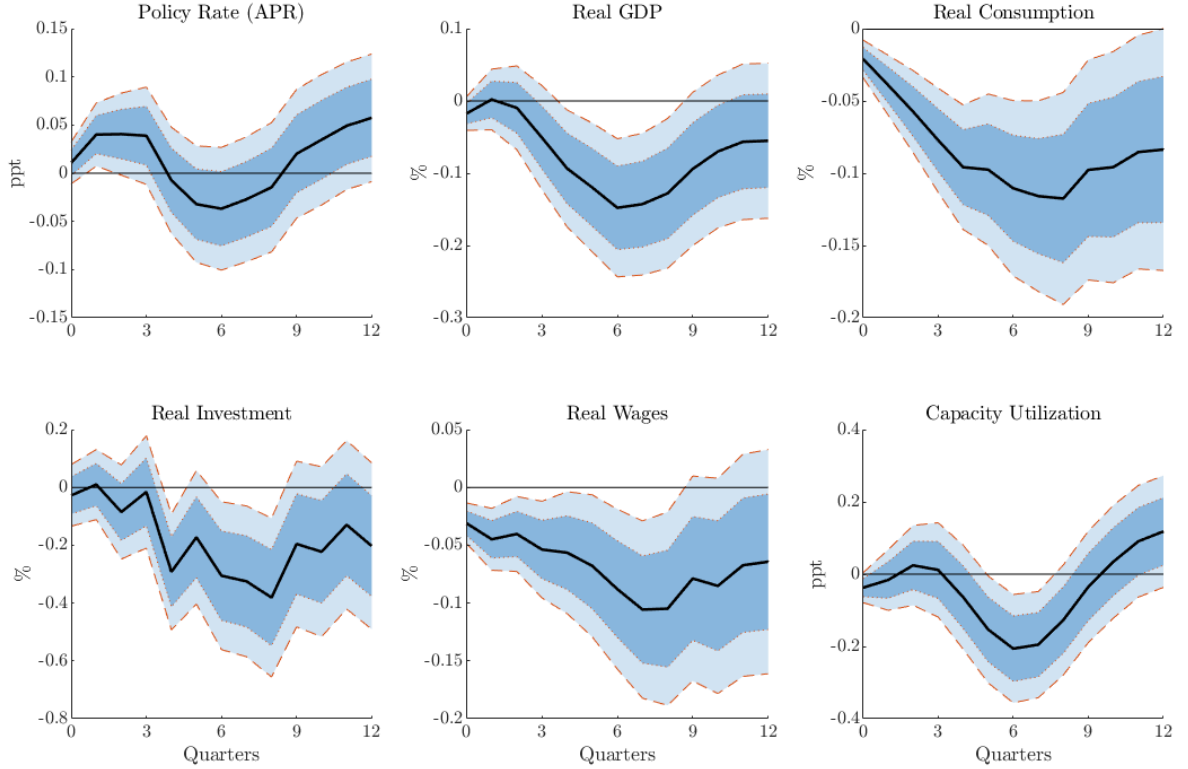 Policy Rate (APR)
0.15
0.1
0.05
0
-0.05
-0.1
-0.15
ppt
0 3 6 9 12
Real GDP
0.1
0
-0.1
-0.2
-0.3
%
0 3 6 9 12
Real Consumption
0
-0.05
-0.1
-0.15
-0.2
%
0 3 6 9 12
Real Investment
0.2
0
-0.2
-0.4
-0.6
-0.8
%
0 3 6 9 12
Quarters
Real Wages
0.05
0
-0.05
-0.1
-0.15
-0.2
%
0 3 6 9 12
Quarters
Capacity Utilization
0.4
0.2
0
-0.2
-0.4
ppt
0 3 6 9 12
Quarters